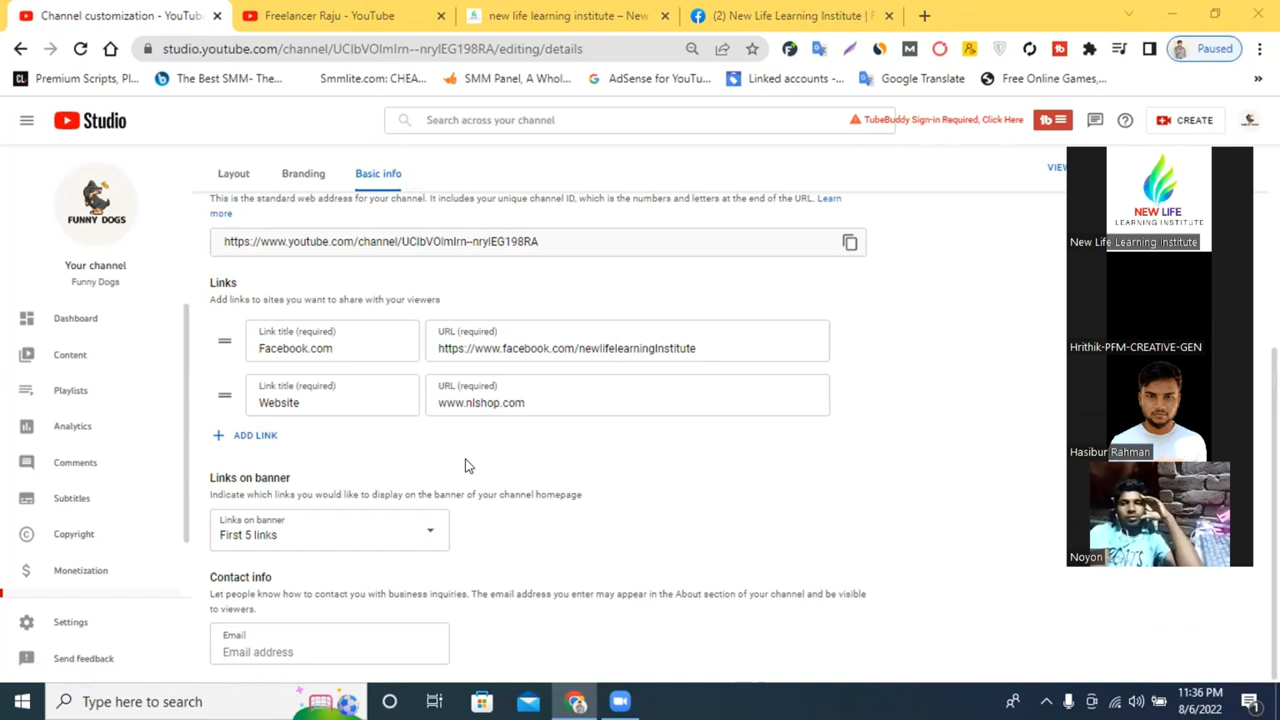 Channel customization - YouTub
Freelancer Raju - YouTube
new life learning institute – New
(2) New Life Learning Institute | F
studio.youtube.com/channel/UCIbVOlmIrn--nryIEG198RA/editing/details
Paused
CL
Premium Scripts, Pl...
The Best SMM- The...
Smmlite.com: CHEA...
SMM Panel, A Whol...
AdSense for YouTu...
Linked accounts -...
Google Translate
Free Online Games,...
»
Studio
Search across your channel
TubeBuddy Sign-in Required, Click Here
tb
CREATE
FUNNY DOGS
Your channel
Funny Dogs
Dashboard
Content
Playlists
Analytics
Comments
Subtitles
Copyright
Monetization
Settings
Send feedback
Layout
Branding
Basic info
VIEW
This is the standard web address for your channel. It includes your unique channel ID, which is the numbers and letters at the end of the URL. Learn
more
https://www.youtube.com/channel/UCIbVOlmIrn--nryIEG198RA
Links
Add links to sites you want to share with your viewers
Link title (required)
Facebook.com
URL (required)
https://www.facebook.com/newlifelearningInstitute
Link title (required)
Website
URL (required)
www.nlshop.com
+ ADD LINK
Links on banner
Indicate which links you would like to display on the banner of your channel homepage
Links on banner
First 5 links
Contact info
Let people know how to contact you with business inquiries. The email address you enter may appear in the About section of your channel and be visible
to viewers.
Email
Email address
NEW LIFE
LEARNING INSTITUTE
New Life Learning Institute
Hrithik-PFM-CREATIVE-GEN
Hasibur Rahman
Noyon
Type here to search
11:36 PM
8/6/2022